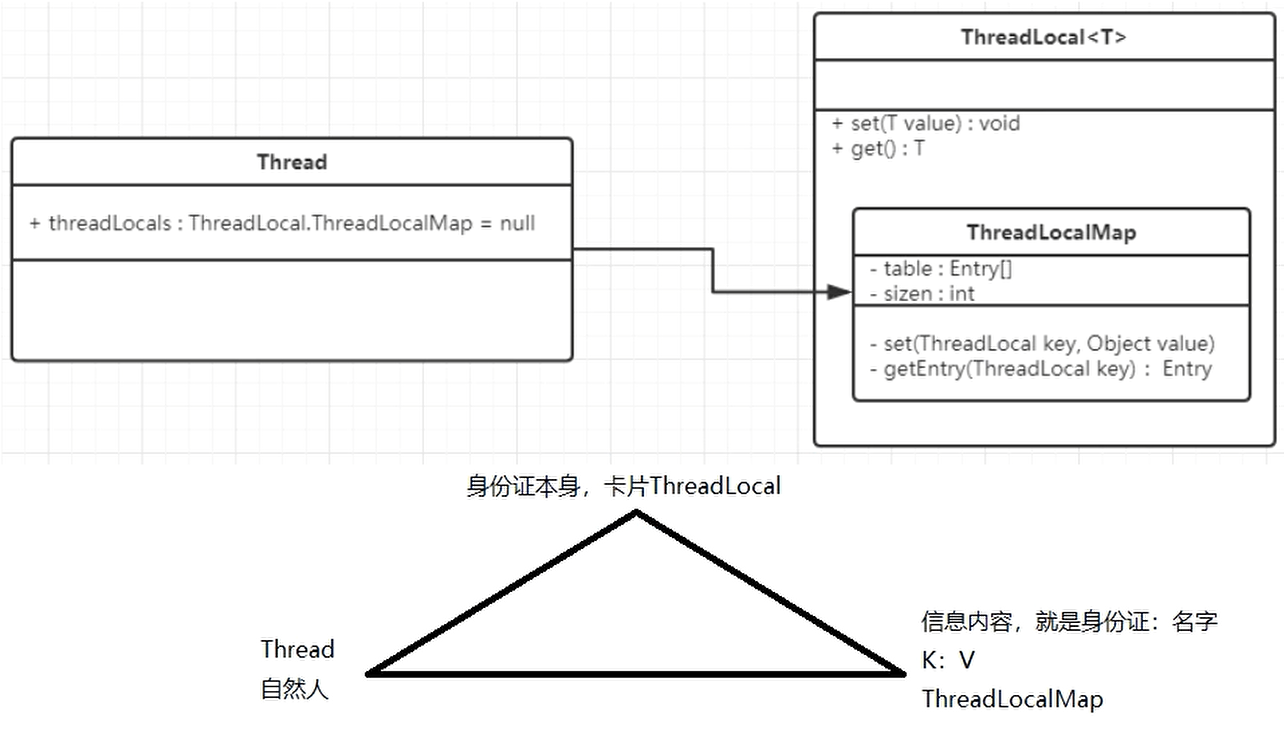 Thread
+ threadLocals : ThreadLocal.ThreadLocalMap = null
ThreadLocal<T>
+ set(T value) : void
+ get() : T
ThreadLocalMap
- table : Entry[]
- sizen : int
- set(ThreadLocal key, Object value)
- getEntry(ThreadLocal key) : Entry
身份证本身，卡片ThreadLocal
Thread
自然人
信息内容，就是身份证：名字
K：V
ThreadLocalMap